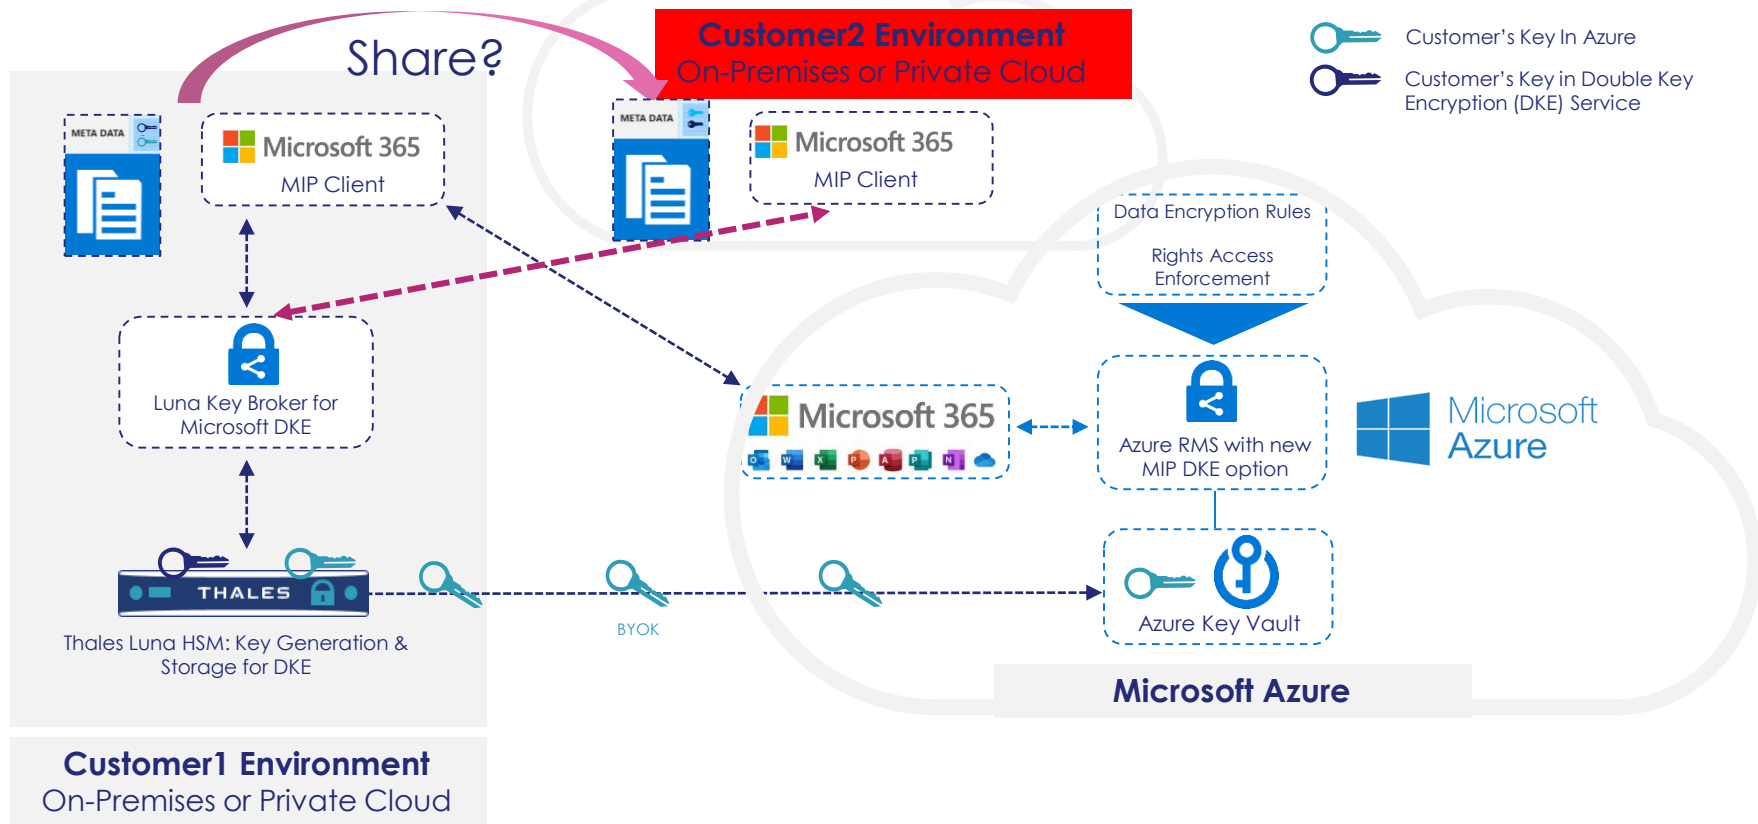 Share?
Customer2 Environment
On-Premises or Private Cloud
Customer's Key In Azure
Customer's Key in Double Key
Encryption (DKE) Service
META DATA
Microsoft 365
MIP Client
META DATA
Microsoft 365
MIP Client
Data Encryption Rules
Rights Access
Enforcement
Luna Key Broker for
Microsoft DKE
Microsoft 365
Azure RMS with new
MIP DKE option
Microsoft
Azure
THALES
Thales Luna HSM: Key Generation &
Storage for DKE
BYOK
Azure Key Vault
Microsoft Azure
Customer1 Environment
On-Premises or Private Cloud